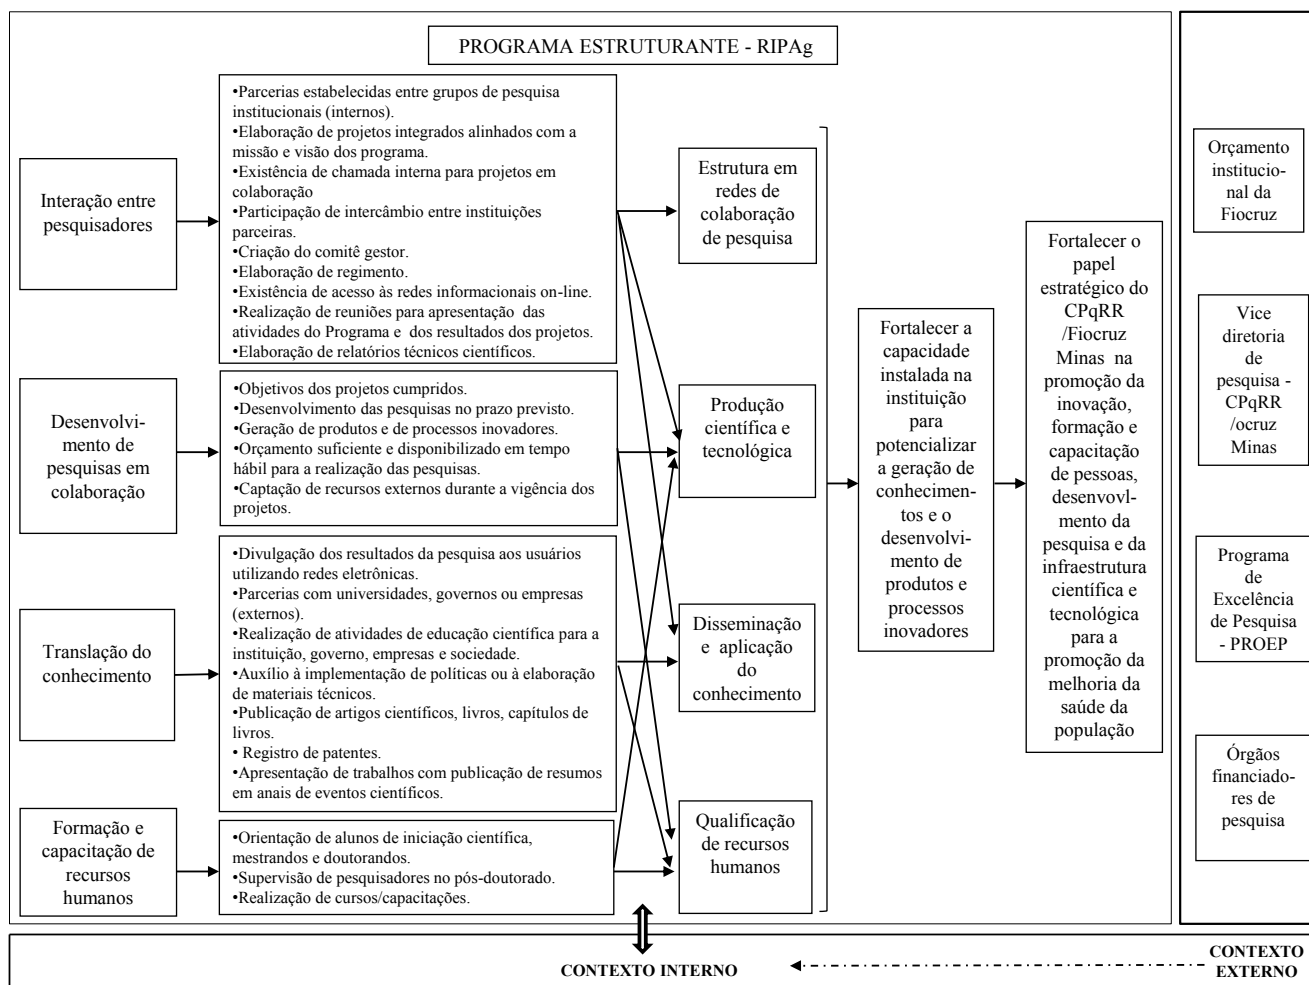 PROGRAMA ESTRUTURANTE - RIPAg
Interação entre
pesquisadores
•Parcerias estabelecidas entre grupos de pesquisa
institucionais (internos).
•Elaboração de projetos integrados alinhados com a
missão e visão dos programa.
•Existência de chamada interna para projetos em
colaboração
•Participação de intercâmbio entre instituições
parceiras.
•Criação do comitê gestor.
•Elaboração de regimento.
•Existência de acesso às redes informacionais on-line.
•Realização de reuniões para apresentação das
atividades do Programa e dos resultados dos projetos.
•Elaboração de relatórios técnicos científicos.
Desenvolvi-
mento de
pesquisas em
colaboração
•Objetivos dos projetos cumpridos.
•Desenvolvimento das pesquisas no prazo previsto.
•Geração de produtos e de processos inovadores.
•Orçamento suficiente e disponibilizado em tempo
hábil para a realização das pesquisas.
•Captação de recursos externos durante a vigência dos
projetos.
Translação do
conhecimento
•Divulgação dos resultados da pesquisa aos usuários
utilizando redes eletrônicas.
•Parcerias com universidades, governos ou empresas
(externos).
•Realização de atividades de educação científica para a
instituição, governo, empresas e sociedade.
•Auxílio à implementação de políticas ou à elaboração
de materiais técnicos.
•Publicação de artigos científicos, livros, capítulos de
livros.
• Registro de patentes.
•Apresentação de trabalhos com publicação de resumos
em anais de eventos científicos.
Formação e
capacitação de
recursos
humanos
•Orientação de alunos de iniciação científica,
mestrandos e doutorandos.
•Supervisão de pesquisadores no pós-doutorado.
•Realização de cursos/capacitações.
Estrutura em
redes de
colaboração
de pesquisa
Produção
científica e
tecnológica
Disseminação
e aplicação
do
conhecimento
Qualificação
de recursos
humanos
Fortalecer a
capacidade
instalada na
instituição para
potencializar
a geração de
conhecimen-
tos e o
desenvolvi-
mento de
produtos e
processos
inovadores
Fortalecer o
papel
estratégico do
CPqRR
/Fiocruz
Minas na
promoção da
inovação,
formação e
capacitação
de pessoas,
desenvovl-
mento da
pesquisa e da
infraestrutura
científica e
tecnológica
para a
promoção da
melhoria da
saúde da
população
Orçamento
institucio-
nal da
Fiocruz
Vice
diretoria
de
pesquisa -
CPqRR
/ocruz
Minas
Programa
de
Excelência
de Pesquisa
- PROEP
Órgãos
financiado-
res de
pesquisa
CONTEXTO INTERNO
CONTEXTO
EXTERNO